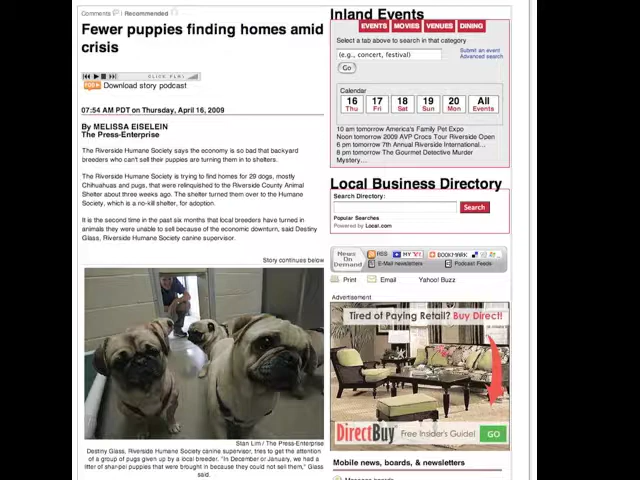 Comments | Recommended
Fewer puppies finding homes amid
crisis
CLICK PLAY
POD Download story podcast
07:54 AM PDT on Thursday, April 16, 2009
By MELISSA EISELEIN
The Press-Enterprise
The Riverside Humane Society says the economy is so bad that backyard
breeders who can't sell their puppies are turning them in to shelters.
The Riverside Humane Society is trying to find homes for 29 dogs, mostly
Chihuahuas and pugs, that were relinquished to the Riverside County Animal
Shelter about three weeks ago. The shelter turned them over to the Humane
Society, which is a no-kill shelter, for adoption.
It is the second time in the past six months that local breeders have turned in
animals they were unable to sell because of the economic downturn, said Destiny
Glass, Riverside Humane Society canine supervisor.
Story continues below
Stan Lim / The Press-Enterprise
Destiny Glass, Riverside Humane Society canine supervisor, tries to get the attention
of a group of pugs given up by a local breeder. "In December or January, we had a
litter of shar-pei puppies that were brought in because they could not sell them," Glass
said.
Inland Events
EVENTS MOVIES VENUES DINING
Select a tab above to search in that category
(e.g., concert, festival)
Submit an event
Advanced search
Go
Calendar
16 17 18 19 20 All
Thu Fri Sat Sun Mon Events
10 am tomorrow America's Family Pet Expo
Noon tomorrow 2009 AVP Crocs Tour Riverside Open
6 pm tomorrow 7th Annual Riverside International...
8 pm tomorrow The Gourmet Detective Murder
Mystery...
Local Business Directory
Search Directory:
Search
Popular Searches
Powered by Local.com
News On Demand
RSS MY Y! BOOKMARK
E-Mail newsletters Podcast Feeds
Print Email Yahoo! Buzz
Advertisement
Tired of Paying Retail? Buy Direct!
DirectBuy Free Insider's Guide! GO
Mobile news, boards, & newsletters
Message boards